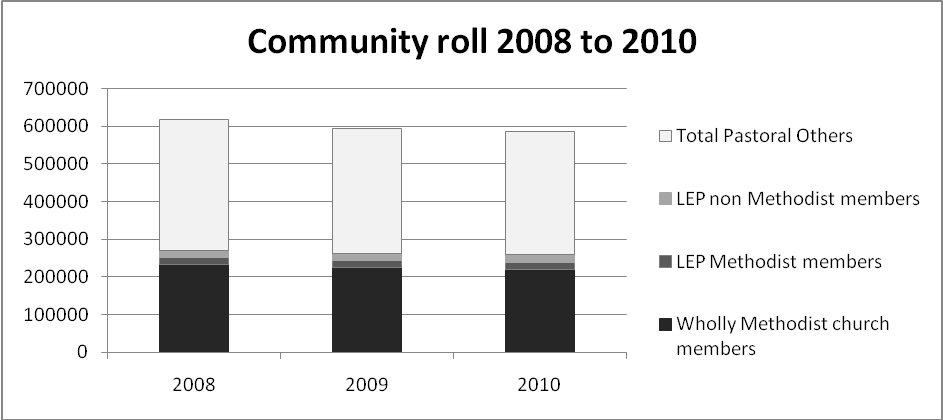 Community roll 2008 to 2010
700000
600000
500000
400000
300000
200000
100000
0
2008 2009 2010
Total Pastoral Others
LEP non Methodist members
LEP Methodist members
Wholly Methodist church
members